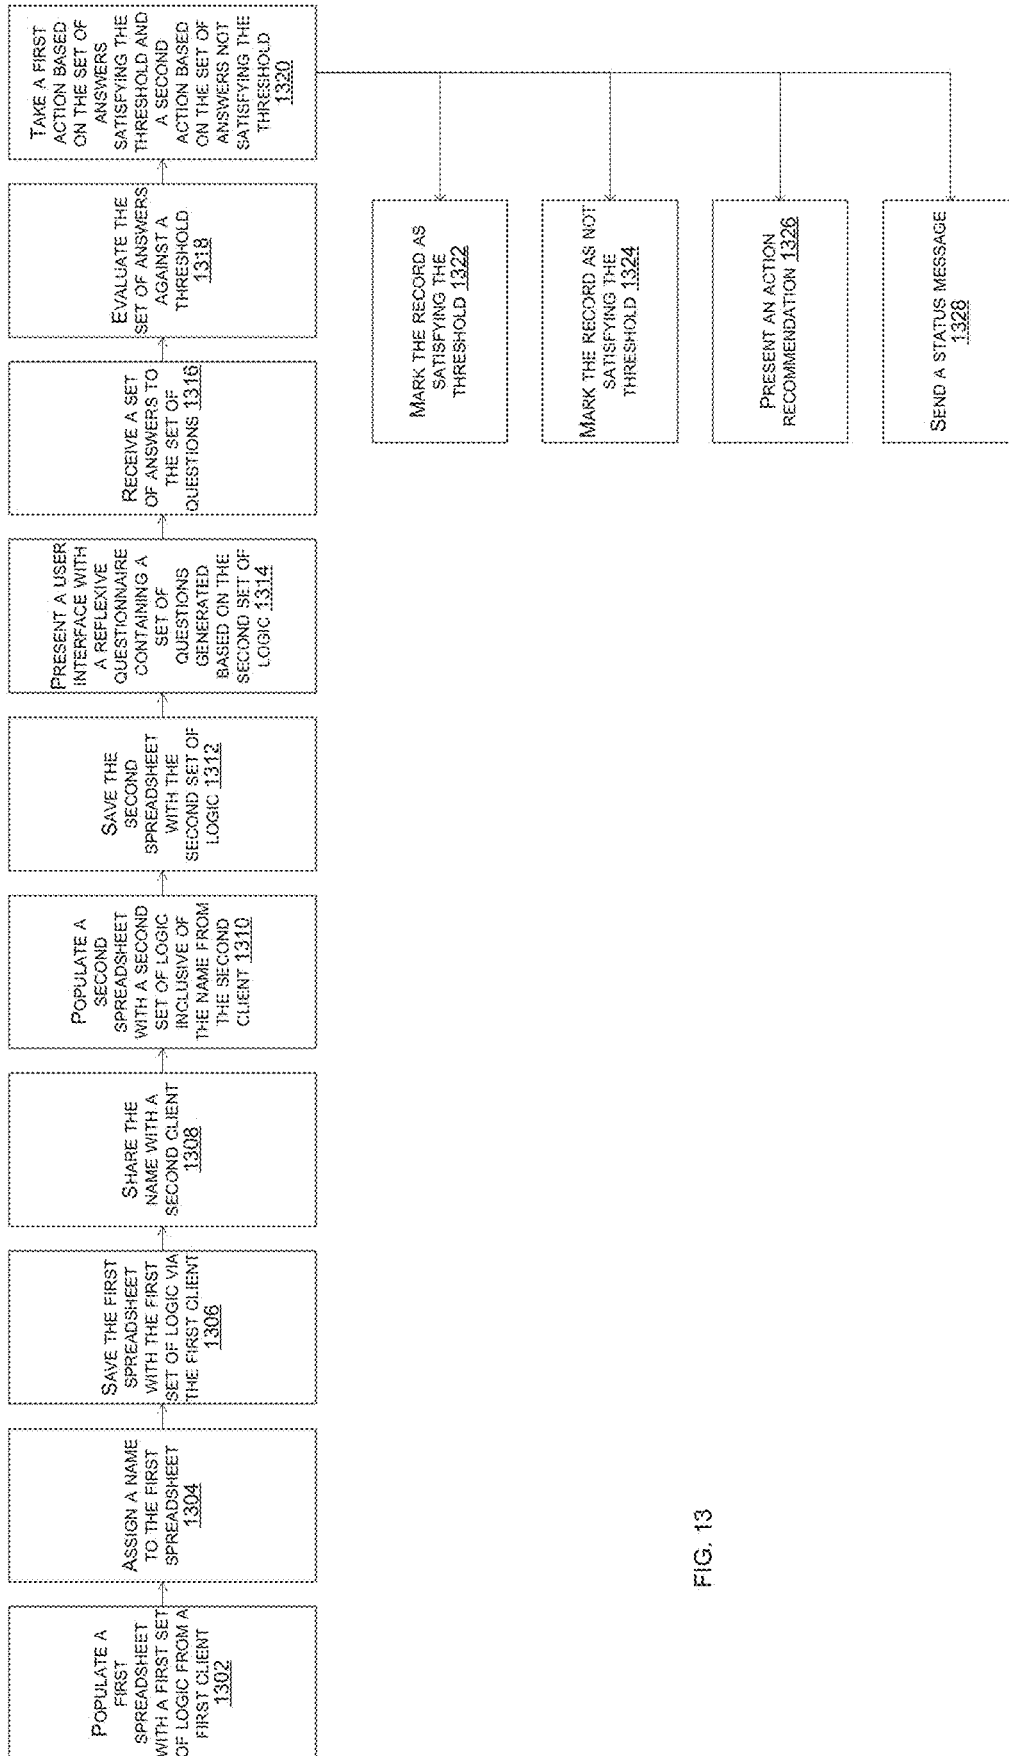 POPULATE A
FIRST
SPREADSHEET
WITH A FIRST SET
OF LOGIC FROM A
FIRST CLIENT
1302
ASSIGN A NAME
TO THE FIRST
SPREADSHEET
1304
SAVE THE FIRST
SPREADSHEET
WITH THE FIRST
SET OF LOGIC VIA
THE FIRST CLIENT
1306
SHARE THE
NAME WITH A
SECOND CLIENT
1308
POPULATE A
SECOND
SPREADSHEET
WITH A SECOND
SET OF LOGIC
INCLUSIVE OF
THE NAME FROM
THE SECOND
CLIENT 1310
SAVE THE
SECOND
SPREADSHEET
WITH THE
SECOND SET OF
LOGIC 1312
PRESENT A USER
INTERFACE WITH
A REFLEXIVE
QUESTIONNAIRE
CONTAINING A
SET OF
QUESTIONS
GENERATED
BASED ON THE
SECOND SET OF
LOGIC 1314
RECEIVE A SET
OF ANSWERS TO
THE SET OF
QUESTIONS 1316
EVALUATE THE
SET OF ANSWERS
AGAINST A
THRESHOLD
1318
TAKE A FIRST
ACTION BASED
ON THE SET OF
ANSWERS
SATISFYING THE
THRESHOLD AND
A SECOND
ACTION BASED
ON THE SET OF
ANSWERS NOT
SATISFYING THE
THRESHOLD
1320
MARK THE RECORD AS
SATISFYING THE
THRESHOLD 1322
MARK THE RECORD AS NOT
SATISFYING THE
THRESHOLD 1324
PRESENT AN ACTION
RECOMMENDATION 1326
SEND A STATUS MESSAGE
1328
FIG. 13